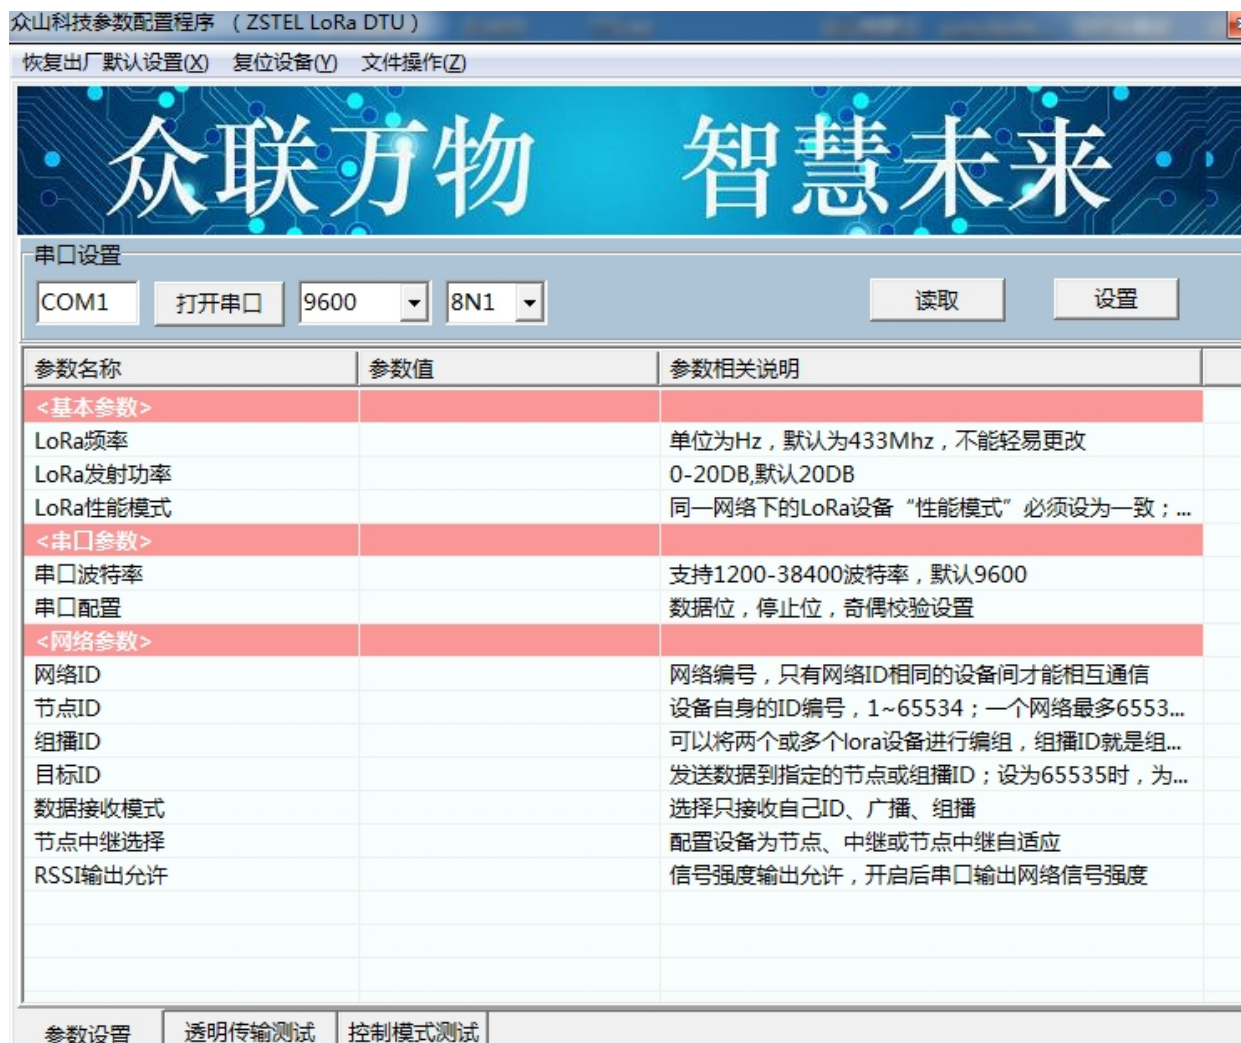 众山科技参数配置程序 （ ZSTEL LoRa DTU ）
恢复出厂默认设置(X) 复位设备(Y) 文件操作(Z)
众联万物 智慧未来
串口设置
COM1 打开串口 9600 8N1 读取 设置
参数名称 参数值 参数相关说明
<基本参数>
LoRa频率 单位为Hz，默认为433Mhz，不能轻易更改
LoRa发射功率 0-20DB,默认20DB
LoRa性能模式 同一网络下的LoRa设备“性能模式”必须设为一致；...
<串口参数>
串口波特率 支持1200-38400波特率，默认9600
串口配置 数据位，停止位，奇偶校验设置
<网络参数>
网络ID 网络编号，只有网络ID相同的设备间才能相互通信
节点ID 设备自身的ID编号，1~65534；一个网络最多6553...
组播ID 可以将两个或多个lora设备进行编组，组播ID就是组...
目标ID 发送数据到指定的节点或组播ID；设为65535时，为...
数据接收模式 选择只接收自己ID、广播、组播
节点中继选择 配置设备为节点、中继或节点中继自适应
RSSI输出允许 信号强度输出允许，开启后串口输出网络信号强度
参数设置 透明传输测试 控制模式测试